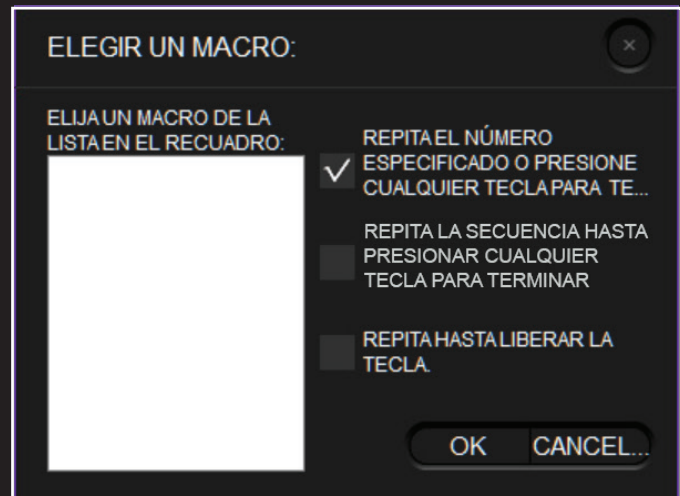 ELEGIR UN MACRO:
ELIJA UN MACRO DE LA
LISTA EN EL RECUADRO:
REPITA EL NÚMERO
ESPECIFICADO O PRESIONE
CUALQUIER TECLA PARA TE...
REPITA LA SECUENCIA HASTA
PRESIONAR CUALQUIER
TECLA PARA TERMINAR
REPITA HASTA LIBERAR LA
TECLA.
OK CANCEL...